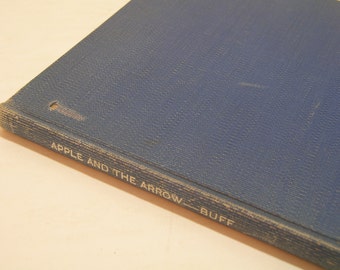 APPLE AND THE ARROW — BUFF